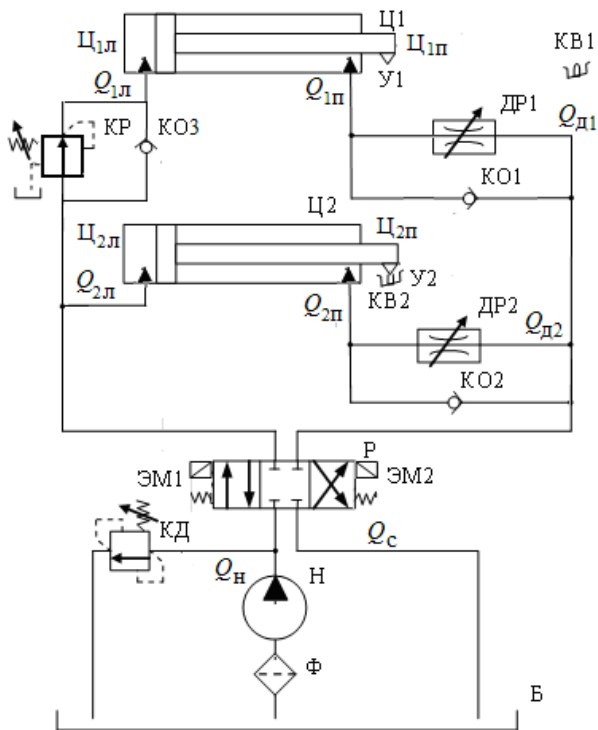 Ц1
Ц1л
Ц1п
КВ1
У1
Q1л
Q1п
ДР1
Qд1
КР
КО3
КО1
Ц2
Ц2л
Ц2п
Q2л
У2
КВ2
Q2п
ДР2
Qд2
КО2
Р
ЭМ1
ЭМ2
КД
Qс
Qн
Н
Ф
Б